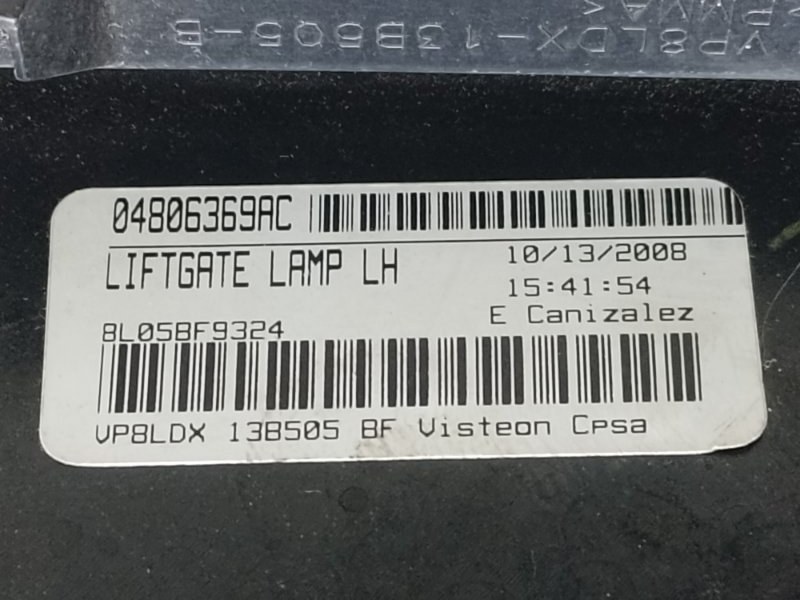 VP8LDX-13B505-B
>PMMA<
04806369AC
LIFTGATE LAMP LH
10/13/2008
15:41:54
E Canizalez
8L05BF9324
VP8LDX 13B505 BF Visteon Cpsa